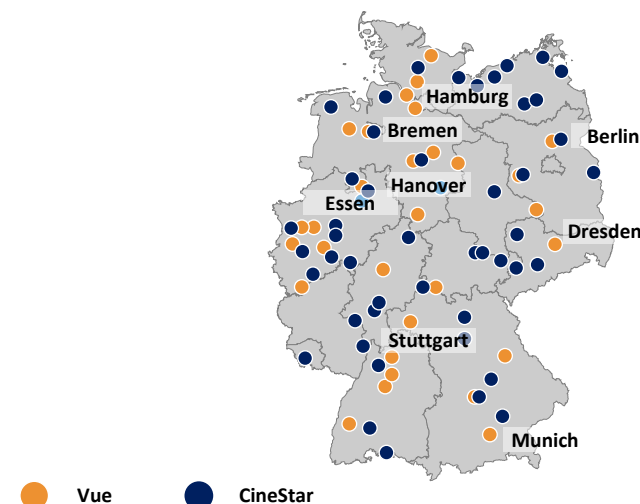 Hamburg
Bremen
Berlin
Hanover
Essen
Dresden
Stuttgart
Munich
Vue CineStar